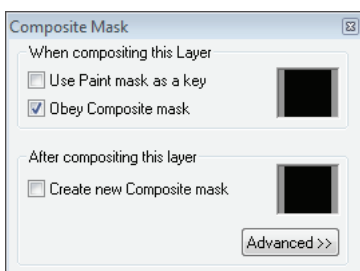 Composite Mask
When compositing this Layer
Use Paint mask as a key
Obey Composite mask
After compositing this layer
Create new Composite mask
Advanced >>